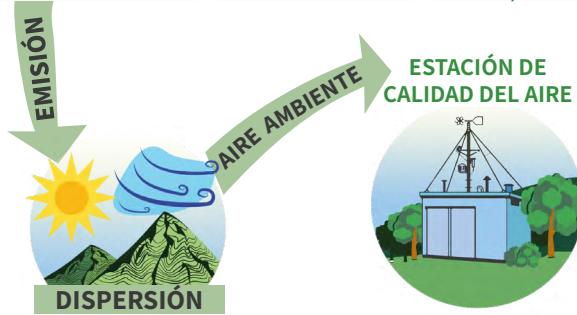 EMISIÓN
AIRE AMBIENTE
ESTACIÓN DE
CALIDAD DEL AIRE
DISPERSIÓN